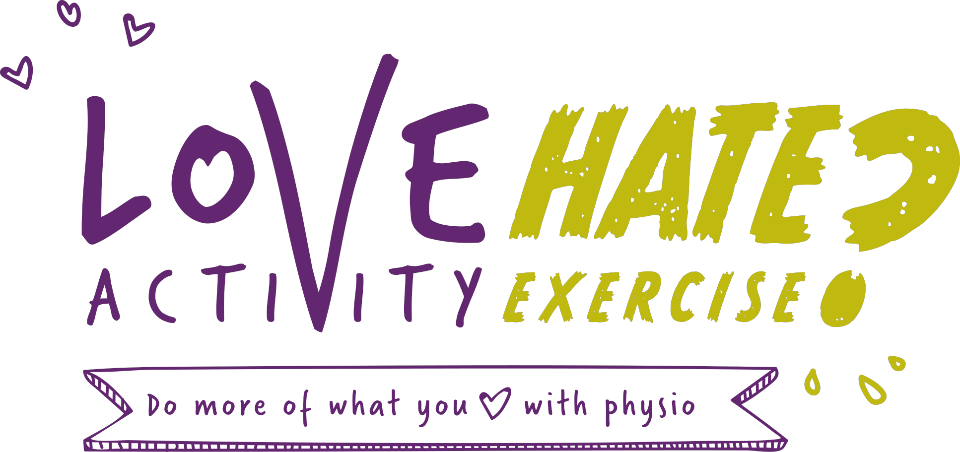 LOVE HATE?
ACTIVITY EXERCISE
Do more of what you ♡ with physio